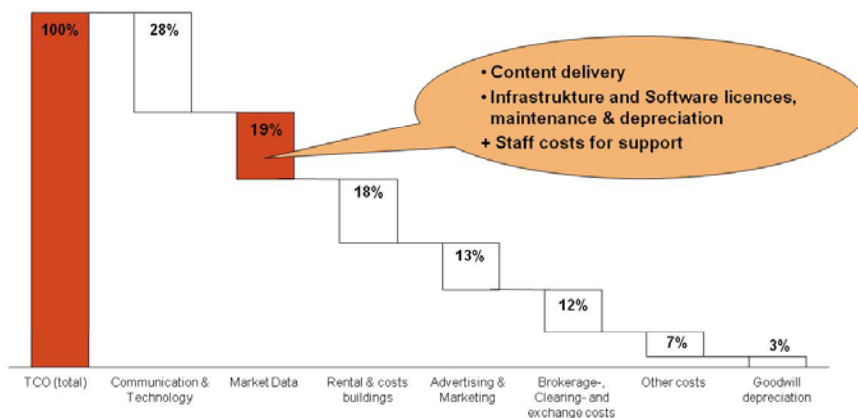 100%
28%
• Content delivery
• Infrastrukture and Software licences,
maintenance & depreciation
+ Staff costs for support
19%
18%
13%
12%
7%
3%
TCO (total)
Communication &
Technology
Market Data
Rental & costs
buildings
Advertising &
Marketing
Brokerage-,
Clearing- and
exchange costs
Other costs
Goodwill
depreciation